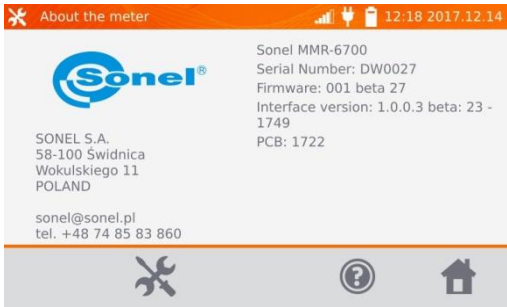 About the meter
12:18 2017.12.14
Sonel®
SONEL S.A.
58-100 Świdnica
Wokulskiego 11
POLAND
sonel@sonel.pl
tel. +48 74 85 83 860
Sonel MMR-6700
Serial Number: DW0027
Firmware: 001 beta 27
Interface version: 1.0.0.3 beta: 23 -
1749
PCB: 1722